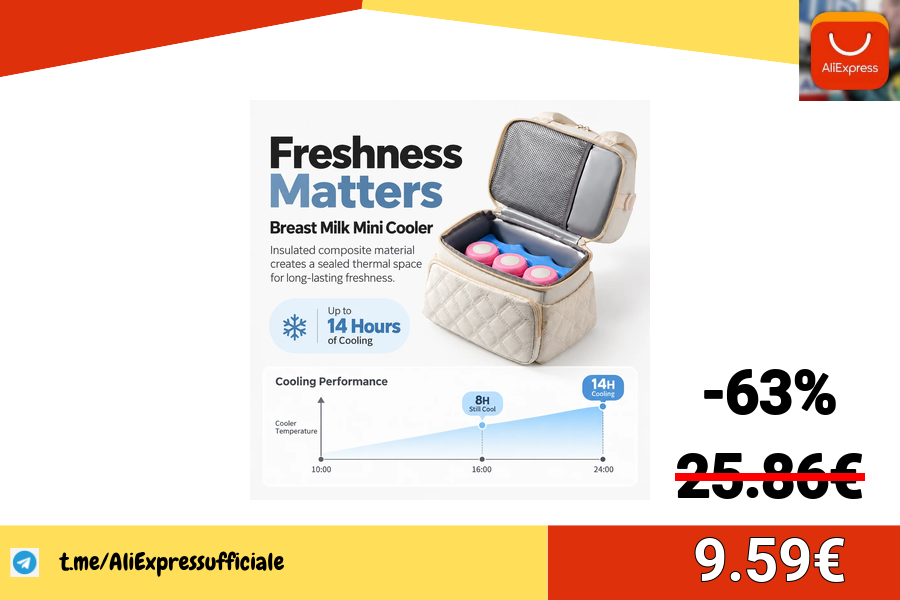 AliExpress
Freshness
Matters
Breast Milk Mini Cooler
Insulated composite material
creates a sealed thermal space
for long-lasting freshness.
Up to
14 Hours
of Cooling
Cooling Performance
14H
Cooling
8H
Still Cool
Cooler
Temperature
10:00
16:00
24:00
-63%
25.86€
t.me/AliExpressufficiale
9.59€